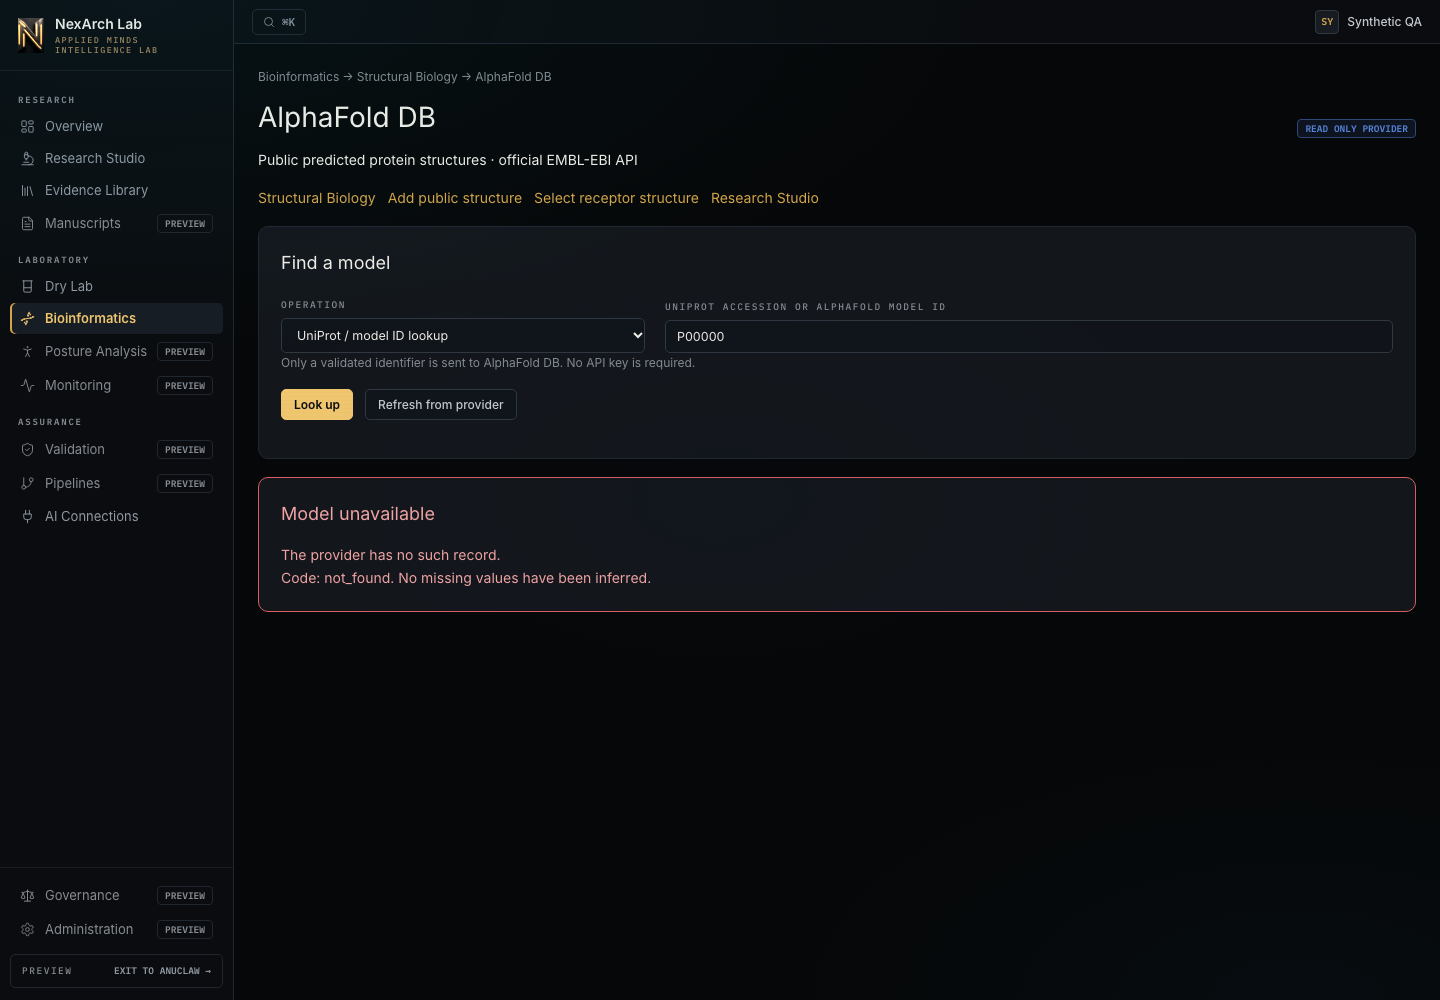 NexArch Lab
APPLIED MINDS
INTELLIGENCE LAB
RESEARCH
Overview
Research Studio
Evidence Library
Manuscripts PREVIEW
LABORATORY
Dry Lab
Bioinformatics
Posture Analysis PREVIEW
Monitoring PREVIEW
ASSURANCE
Validation PREVIEW
Pipelines PREVIEW
AI Connections
Governance PREVIEW
Administration PREVIEW
PREVIEW EXIT TO ANUCLAW →
⌘K
SY Synthetic QA
Bioinformatics → Structural Biology → AlphaFold DB
AlphaFold DB
READ ONLY PROVIDER
Public predicted protein structures · official EMBL-EBI API
Structural Biology Add public structure Select receptor structure Research Studio
Find a model
OPERATION
UniProt / model ID lookup
UNIPROT ACCESSION OR ALPHAFOLD MODEL ID
P00000
Only a validated identifier is sent to AlphaFold DB. No API key is required.
Look up Refresh from provider
Model unavailable
The provider has no such record.
Code: not_found. No missing values have been inferred.